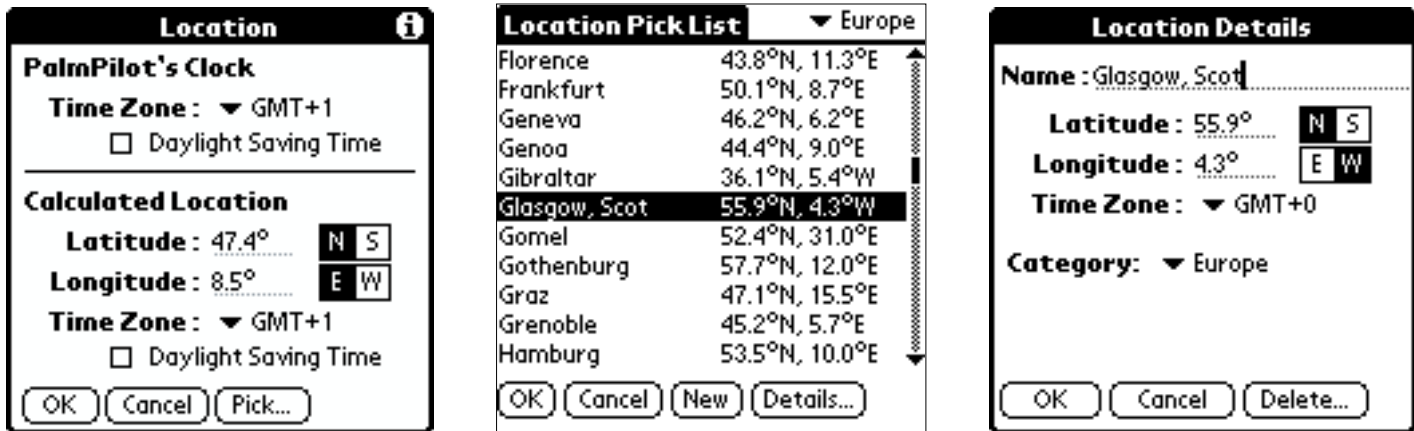 Location
PalmPilot's Clock
Time Zone: GMT+1
Daylight Saving Time
Calculated Location
Latitude: 47.4° N S
Longitude: 8.5° E W
Time Zone: GMT+1
Daylight Saving Time
OK Cancel Pick...
Location Pick List Europe
Florence 43.8°N, 11.3°E
Frankfurt 50.1°N, 8.7°E
Geneva 46.2°N, 6.2°E
Genoa 44.4°N, 9.0°E
Gibraltar 36.1°N, 5.4°W
Glasgow, Scot 55.9°N, 4.3°W
Gomel 52.4°N, 31.0°E
Gothenburg 57.7°N, 12.0°E
Graz 47.1°N, 15.5°E
Grenoble 45.2°N, 5.7°E
Hamburg 53.5°N, 10.0°E
OK Cancel New Details...
Location Details
Name: Glasgow, Scot
Latitude: 55.9° N S
Longitude: 4.3° E W
Time Zone: GMT+0
Category: Europe
OK Cancel Delete...